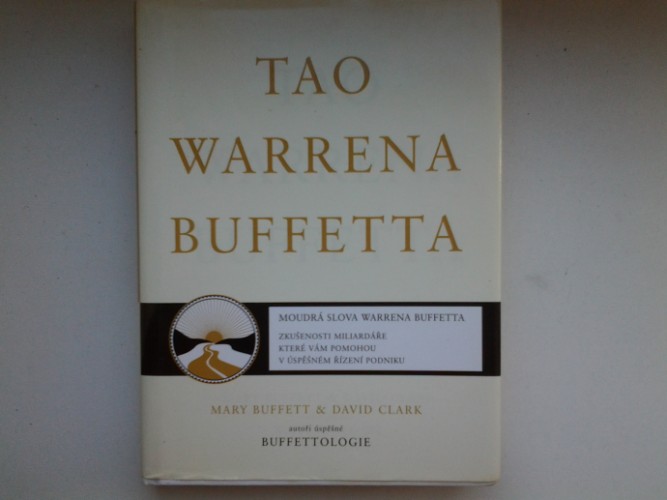 TAO
WARRENA
BUFFETTA
MOUDRÁ SLOVA WARRENA BUFFETTA
ZKUŠENOSTI MILIARDÁŘE
KTERÉ VÁM POMOHOU
V ÚSPĚŠNÉM ŘÍZENÍ PODNIKU
MARY BUFFETT & DAVID CLARK
autoři úspěšné
BUFFETTOLOGIE